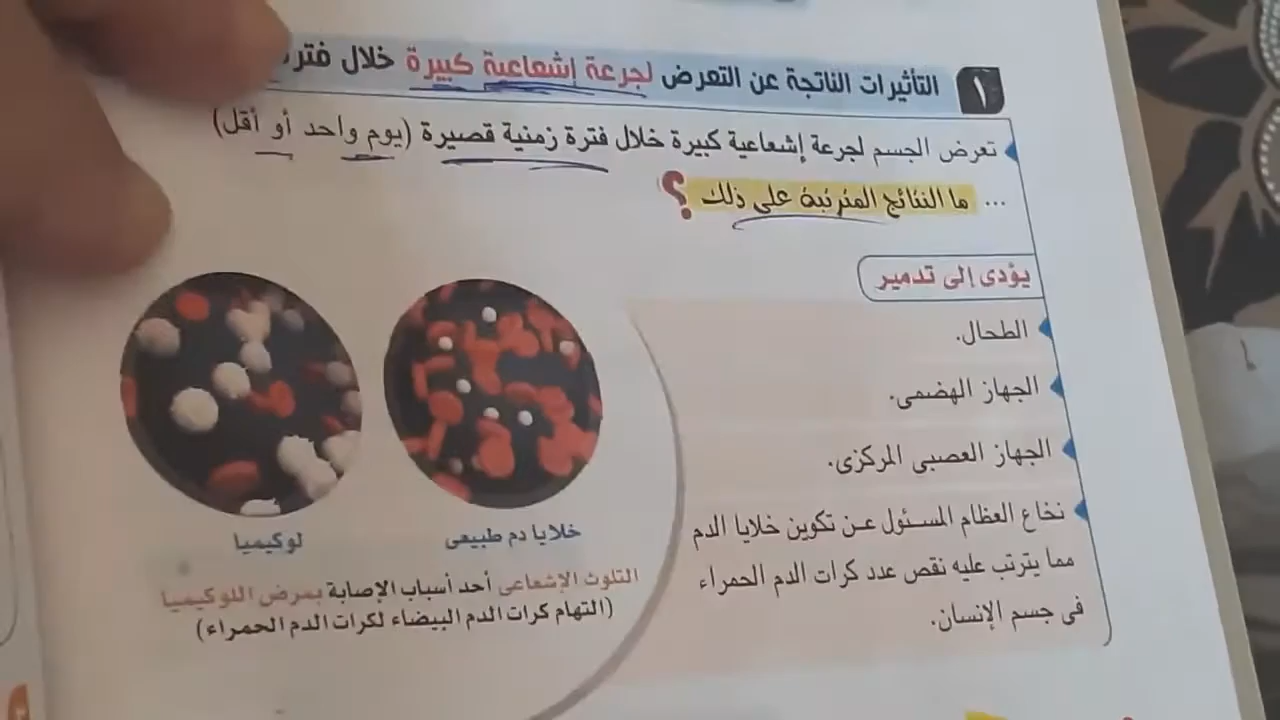 ١
التأثيرات الناتجة عن التعرض لجرعة إشعاعية كبيرة خلال
تعرض الجسم لجرعة إشعاعية كبيرة خلال فترة زمنية قصيرة (يوم واحد أو أقل)
... ما النتائج المترتبة على ذلك ؟
يؤدى إلى تدمير
الطحال.
الجهاز الهضمى.
الجهاز العصبى المركزى.
نخاع العظام المسئول عن تكوين خلايا الدم
مما يترتب عليه نقص عدد كرات الدم الحمراء
فى جسم الإنسان.
خلايا دم طبيعى
لوكيميا
التلوث الإشعاعى أحد أسباب الإصابة بمرض اللوكيميا
(التهام كرات الدم البيضاء لكرات الدم الحمراء)